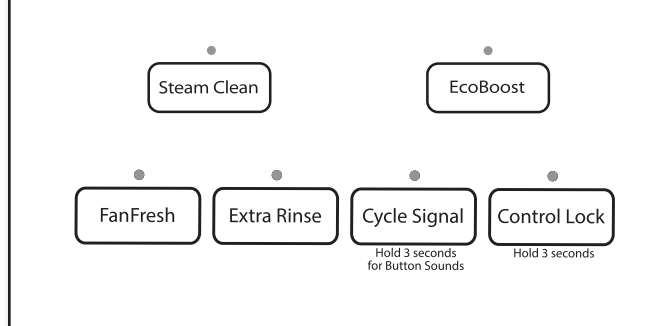 Steam Clean
EcoBoost
FanFresh
Extra Rinse
Cycle Signal
Control Lock
Hold 3 seconds
for Button Sounds
Hold 3 seconds